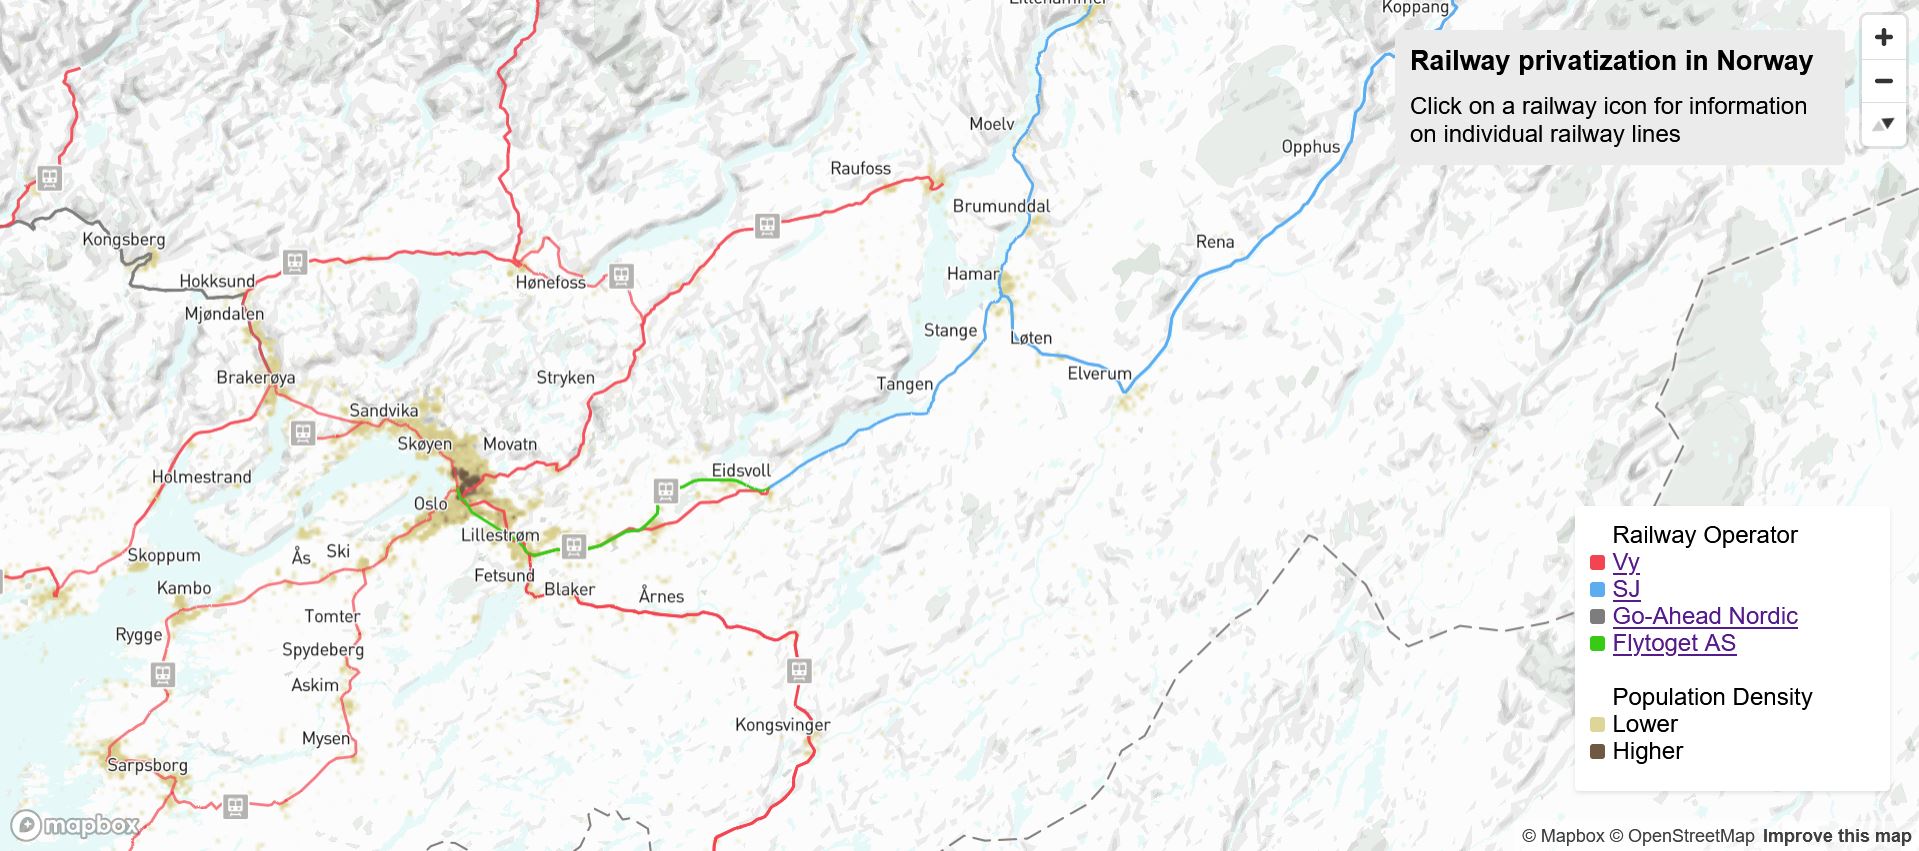 Lillehammer
Koppang
Railway privatization in Norway
Click on a railway icon for information
on individual railway lines
Moelv
Opphus
Raufoss
Brumunddal
Kongsberg
Rena
Hokksund
Hønefoss
Hamar
Mjøndalen
Stange
Løten
Brakerøya
Stryken
Tangen
Elverum
Sandvika
Skøyen
Movatn
Holmestrand
Eidsvoll
Oslo
Lillestrøm
Skoppum
Ås
Ski
Kambo
Fetsund
Blaker
Årnes
Tomter
Rygge
Spydeberg
Askim
Mysen
Kongsvinger
Sarpsborg
Railway Operator
Vy
SJ
Go-Ahead Nordic
Flytoget AS
Population Density
Lower
Higher
mapbox
© Mapbox © OpenStreetMap Improve this map